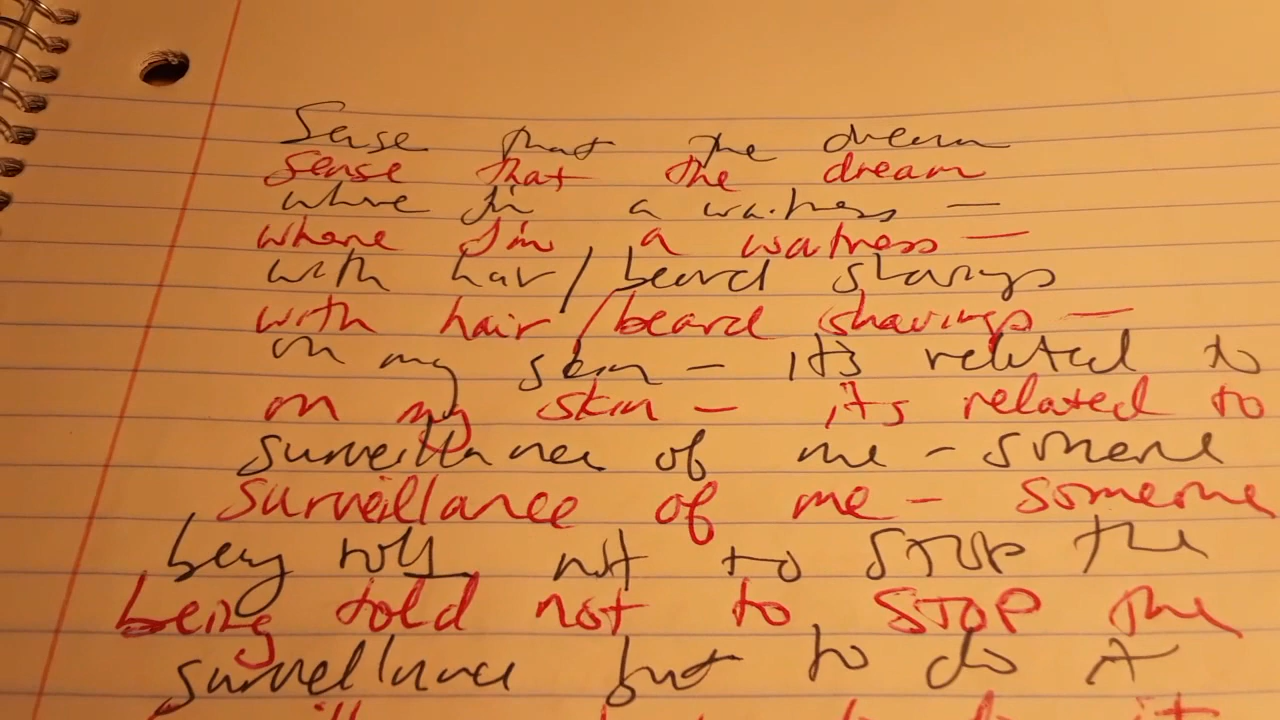 Sense that the dream
sense that the dream
where I'm a waitress —
where I'm a watress —
with hair/beard shavings
with hair/beard shavings —
on my skin — it's related to
on my skin — it's related to
surveillance of me — someone
surveillance of me — someone
being told not to STOP the
being told not to STOP the
surveillance but to do it